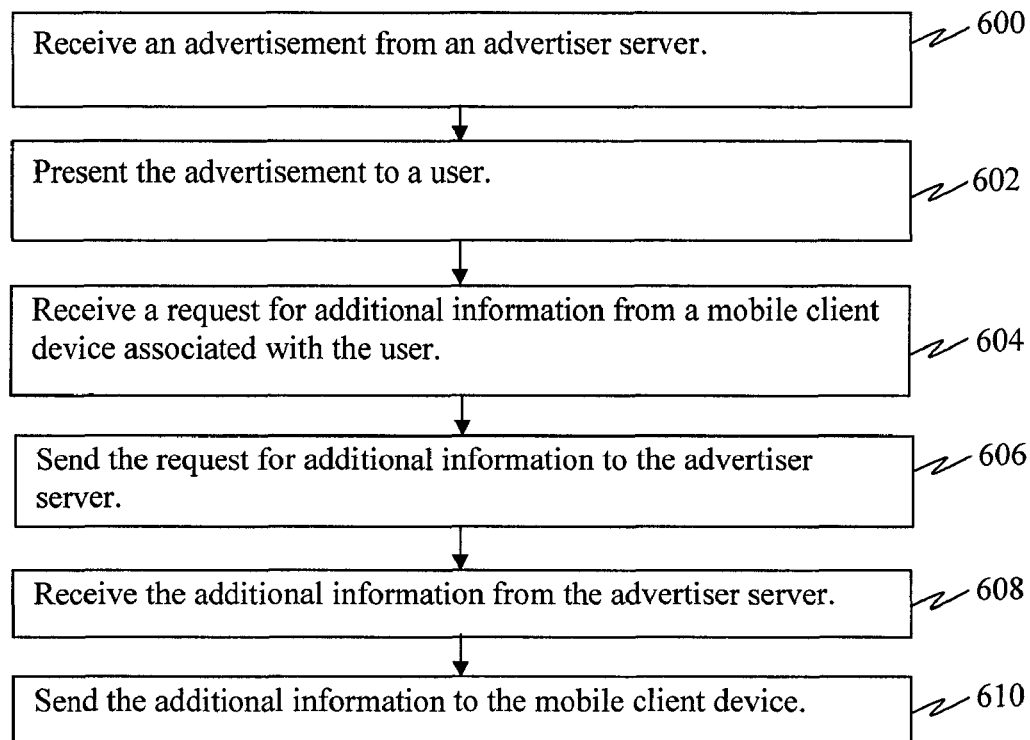 Receive an advertisement from an advertiser server.
600
Present the advertisement to a user.
602
Receive a request for additional information from a mobile client
device associated with the user.
604
Send the request for additional information to the advertiser
server.
606
Receive the additional information from the advertiser server.
608
Send the additional information to the mobile client device.
610